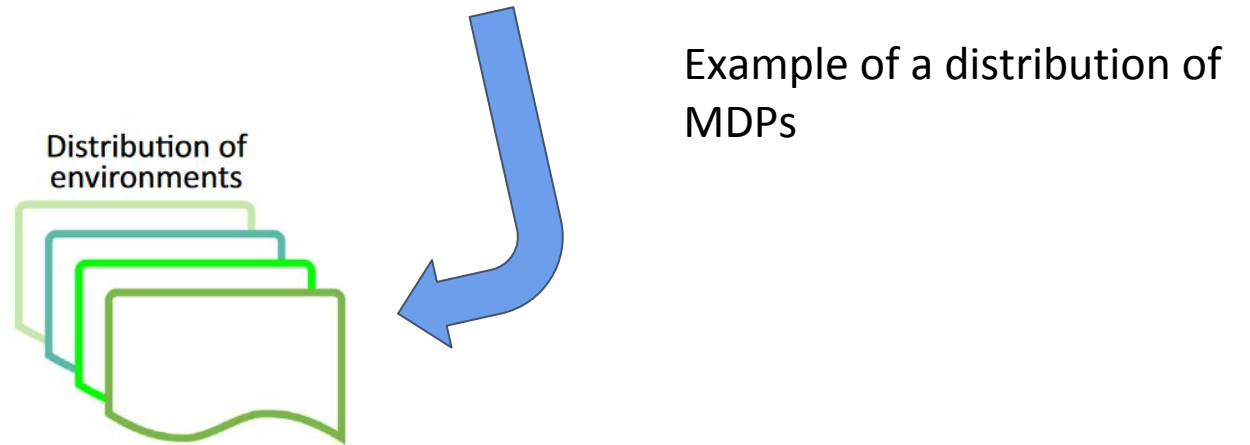 Example of a distribution of
MDPs
Distribution of
environments